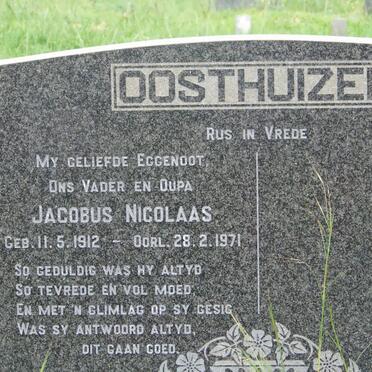 OOSTHUIZE
RUS IN VREDE
MY GELIEFDE EGGENOOT,
ONS VADER EN OUPA
JACOBUS NICOLAAS
GEB. 11.5.1912 – OORL. 28.2.1971
SO GEDULDIG WAS HY ALTYD
SO TEVREDE EN VOL MOED.
EN MET 'N GLIMLAG OP SY GESIG
WAS SY ANTWOORD ALTYD,
DIT GAAN GOED.